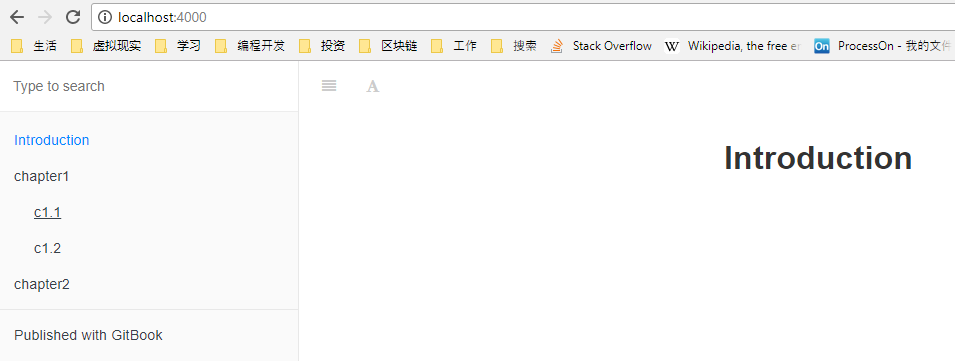 localhost:4000
生活 虚拟现实 学习 编程开发 投资 区块链 工作 搜索 Stack Overflow Wikipedia, the free en ProcessOn - 我的文件
Type to search
A
Introduction
Introduction
chapter1
c1.1
c1.2
chapter2
Published with GitBook